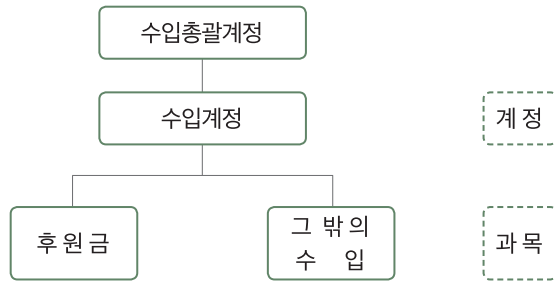 수입총괄계정
수입계정
계 정
후 원 금
그 밖 의
수 입
과 목